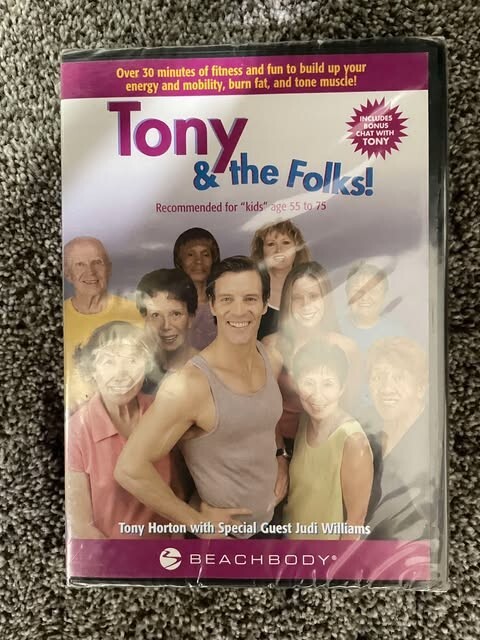 Over 30 minutes of fitness and fun to build up your
energy and mobility, burn fat, and tone muscle!
INCLUDES
BONUS
CHAT WITH
TONY
Tony
& the Folks!
Recommended for "kids" age 55 to 75
Tony Horton with Special Guest Judi Williams
BEACHBODY®